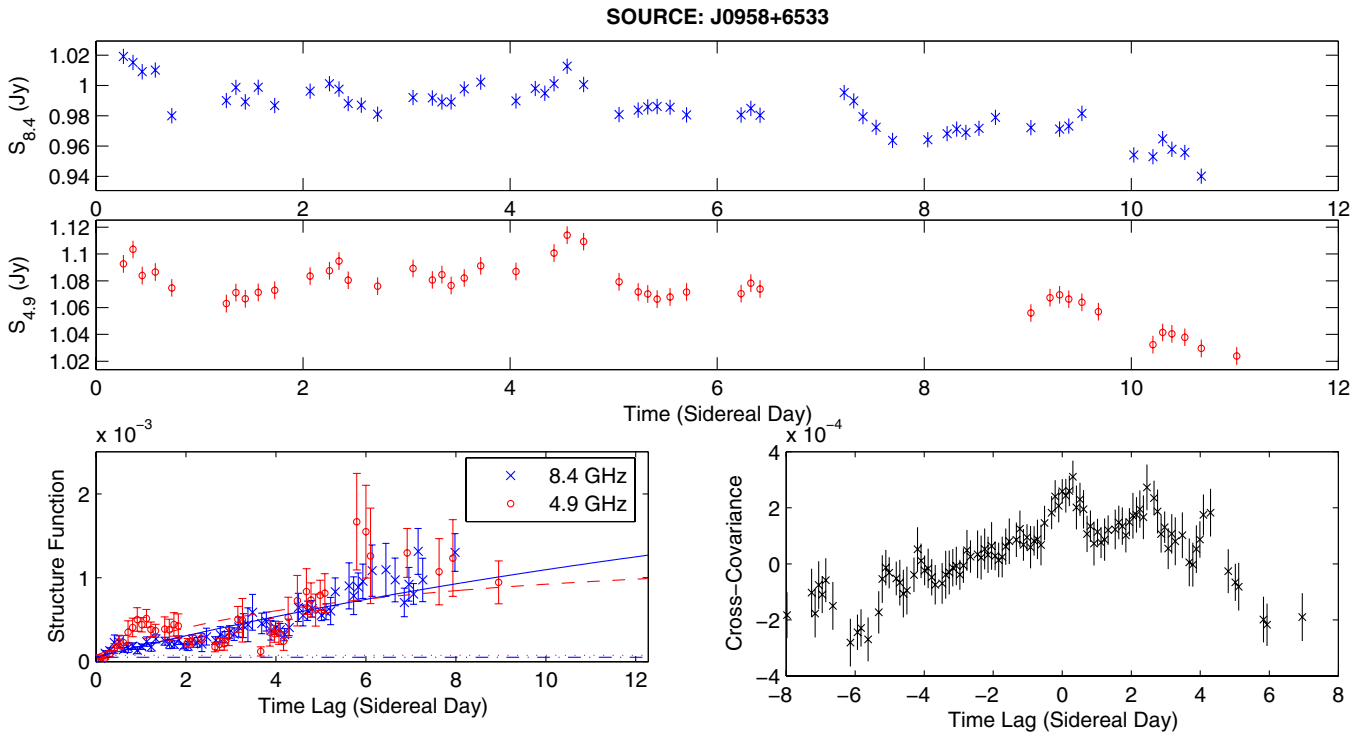 SOURCE: J0958+6533
1.02
1
0.98
0.96
0.94
S8.4 (Jy)
0 2 4 6 8 10 12
1.12
1.1
1.08
1.06
1.04
1.02
S4.9 (Jy)
0 2 4 6 8 10 12
Time (Sidereal Day)
x 10−3
2
1
0
Structure Function
8.4 GHz
4.9 GHz
0 2 4 6 8 10 12
Time Lag (Sidereal Day)
x 10−4
4
2
0
−2
−4
Cross−Covariance
−8 −6 −4 −2 0 2 4 6 8
Time Lag (Sidereal Day)